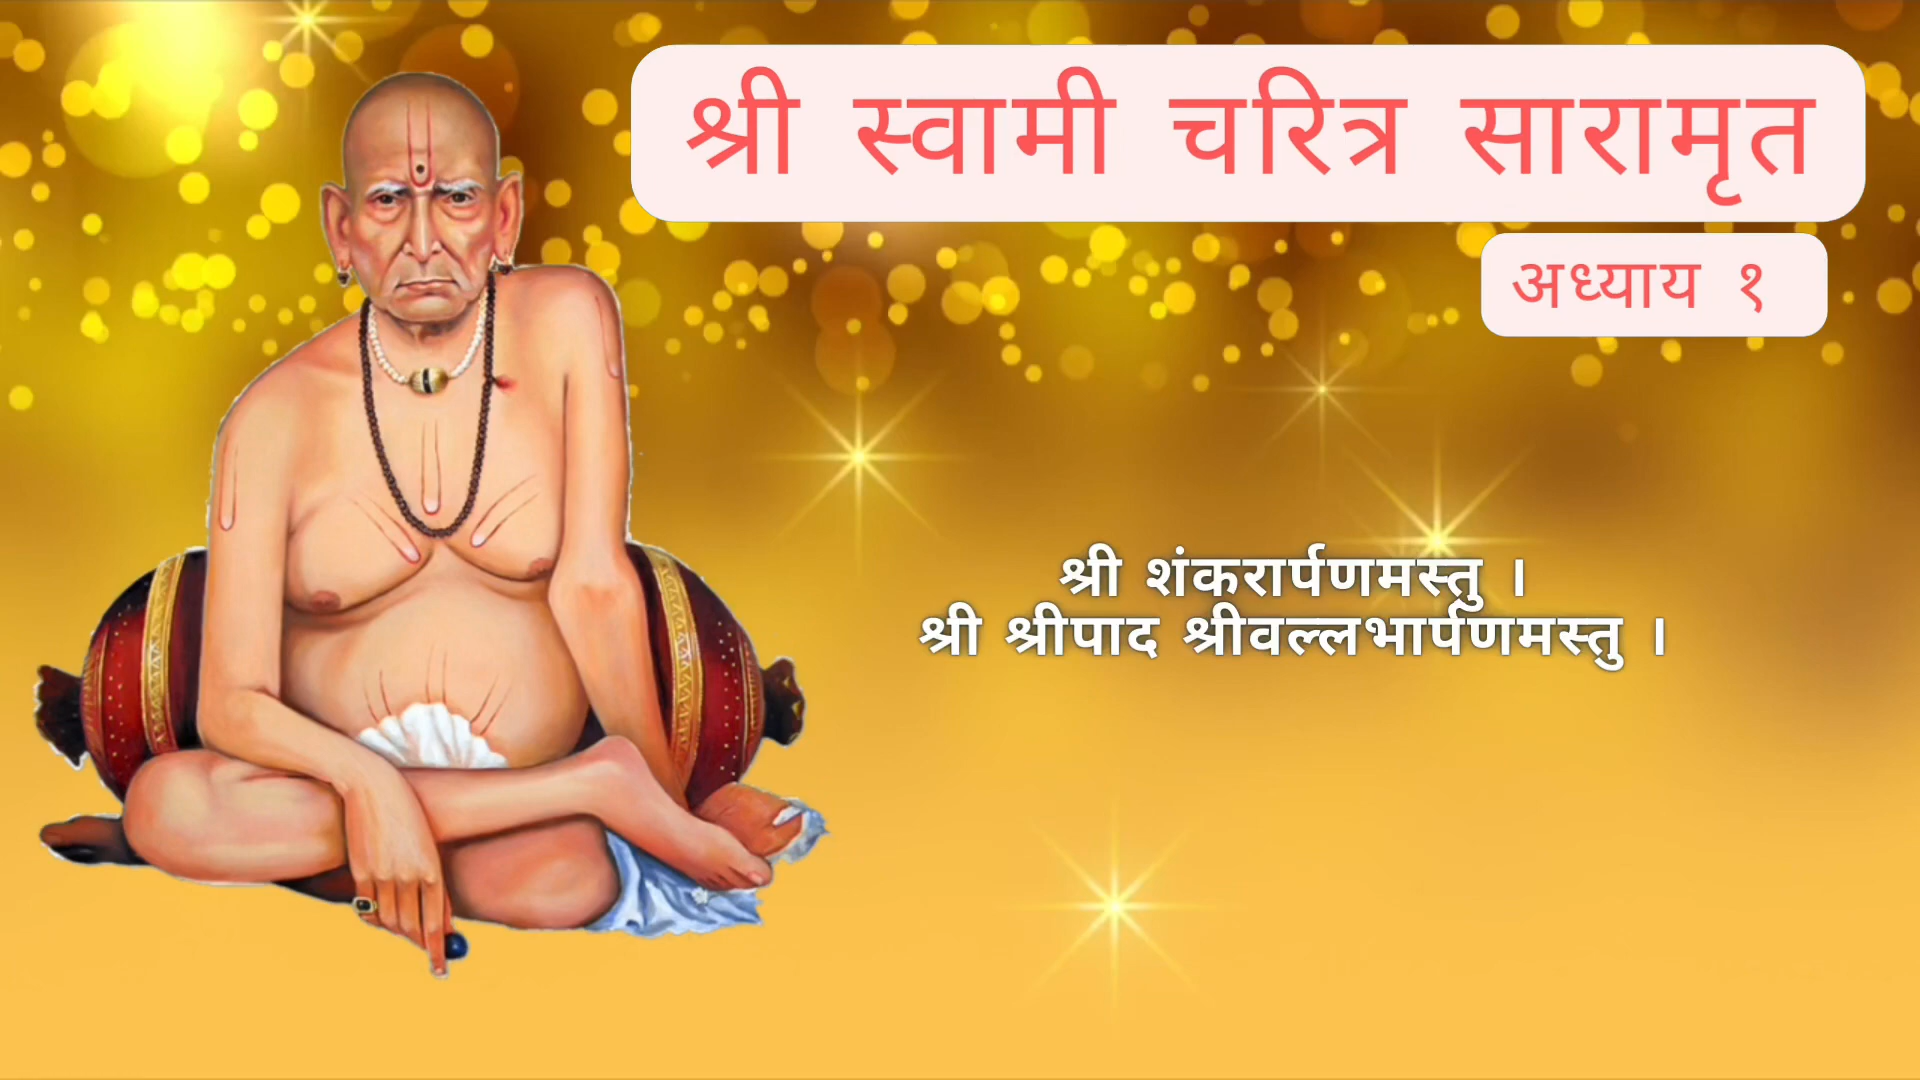 श्री स्वामी चरित्र सारामृत
अध्याय १
श्री शंकरार्पणमस्तु ।
श्री श्रीपाद श्रीवल्लभार्पणमस्तु ।